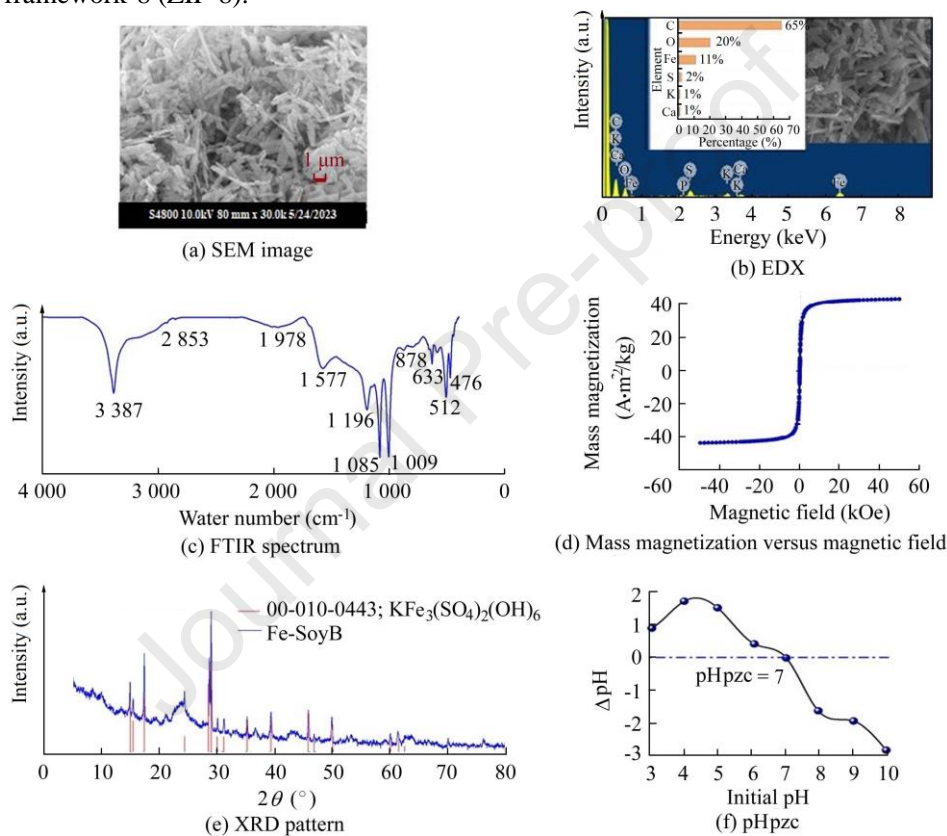 framework-8 (ZIF-8).
1 μm
S4800 10.0kV 80 mm x 30.0k 5/24/2023
(a) SEM image
Intensity (a.u.)
Element
C 65%
O 20%
Fe 11%
S 2%
K 1%
Ca 1%
0 10 20 30 40 50 60 70
Percentage (%)
C
K
Ca
O
Fe
S
P
K
Ca
K
Fe
0 1 2 3 4 5 6 7 8
Energy (keV)
(b) EDX
Intensity (a.u.)
3 387
2 853
1 978
1 577
1 196
1 085
1 009
878
633
512
476
4 000 3 000 2 000 1 000 0
Water number (cm-1)
(c) FTIR spectrum
Mass magnetization
(A·m²/kg)
40
20
0
-20
-40
-60
-60 -40 -20 0 20 40 60
Magnetic field (kOe)
(d) Mass magnetization versus magnetic field
Intensity (a.u.)
00-010-0443; KFe3(SO4)2(OH)6
Fe-SoyB
0 10 20 30 40 50 60 70 80
2θ (°)
(e) XRD pattern
ΔpH
2
1
0
-1
-2
-3
pHpzc = 7
3 4 5 6 7 8 9 10
Initial pH
(f) pHpzc
Journal Pre-proof